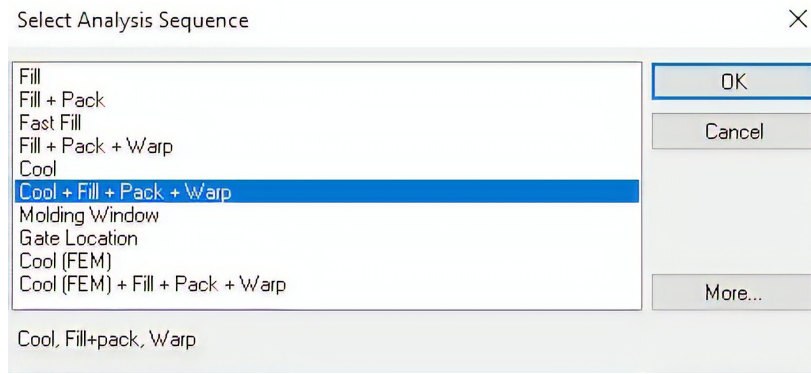 Select Analysis Sequence
Fill
Fill + Pack
Fast Fill
Fill + Pack + Warp
Cool
Cool + Fill + Pack + Warp
Molding Window
Gate Location
Cool (FEM)
Cool (FEM) + Fill + Pack + Warp
OK
Cancel
More...
Cool, Fill+pack, Warp